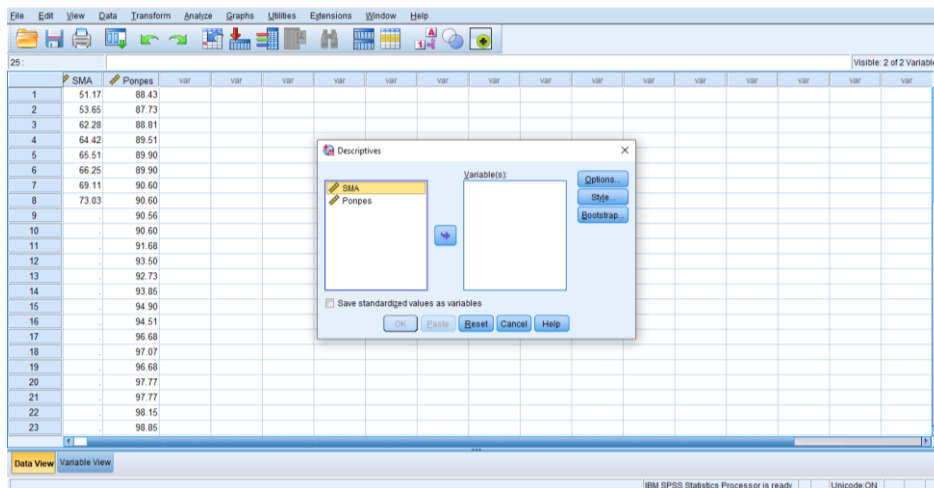 File Edit View Data Transform Analyze Graphs Utilities Extensions Window Help
25 :
Visible: 2 of 2 Variable
SMA Ponpes var var var var var var var var var var var var var var var
1 51.17 88.43
2 53.65 87.73
3 62.28 88.81
4 64.42 89.51
5 65.51 89.90
6 66.25 89.90
7 69.11 90.60
8 73.03 90.60
9 . 90.56
10 . 90.60
11 . 91.68
12 . 93.50
13 . 92.73
14 . 93.85
15 . 94.90
16 . 94.51
17 . 96.68
18 . 97.07
19 . 96.68
20 . 97.77
21 . 97.77
22 . 98.15
23 . 98.85
Descriptives
Variable(s):
SMA
Ponpes
Options...
Style...
Bootstrap...
Save standardized values as variables
OK Paste Reset Cancel Help
Data View Variable View
IBM SPSS Statistics Processor is ready Unicode:ON